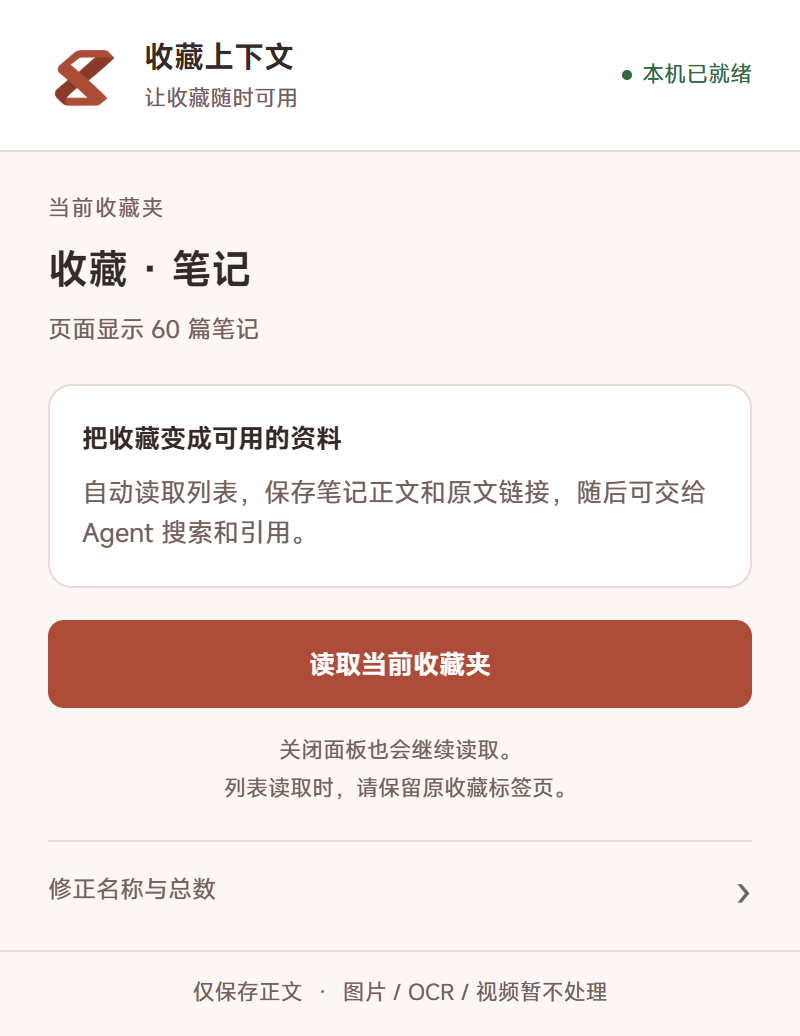 收藏上下文
让收藏随时可用
本机已就绪
当前收藏夹
收藏 · 笔记
页面显示 60 篇笔记
把收藏变成可用的资料
自动读取列表，保存笔记正文和原文链接，随后可交给
Agent 搜索和引用。
读取当前收藏夹
关闭面板也会继续读取。
列表读取时，请保留原收藏标签页。
修正名称与总数
仅保存正文 · 图片 / OCR / 视频暂不处理